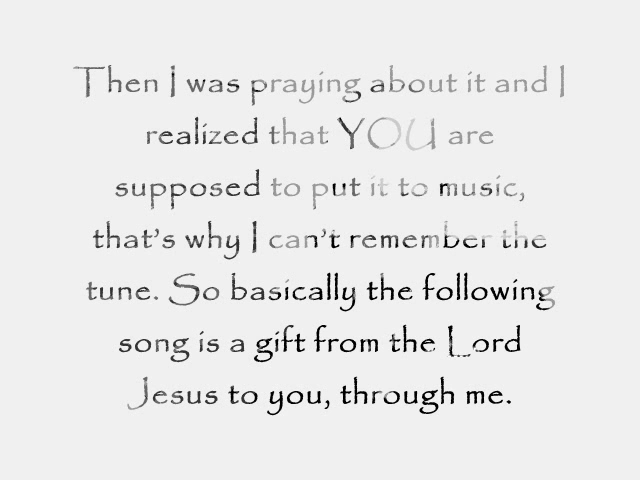 Then I was praying about it and I
realized that YOU are
supposed to put it to music,
that's why I can't remember the
tune. So basically the following
song is a gift from the Lord
Jesus to you, through me.